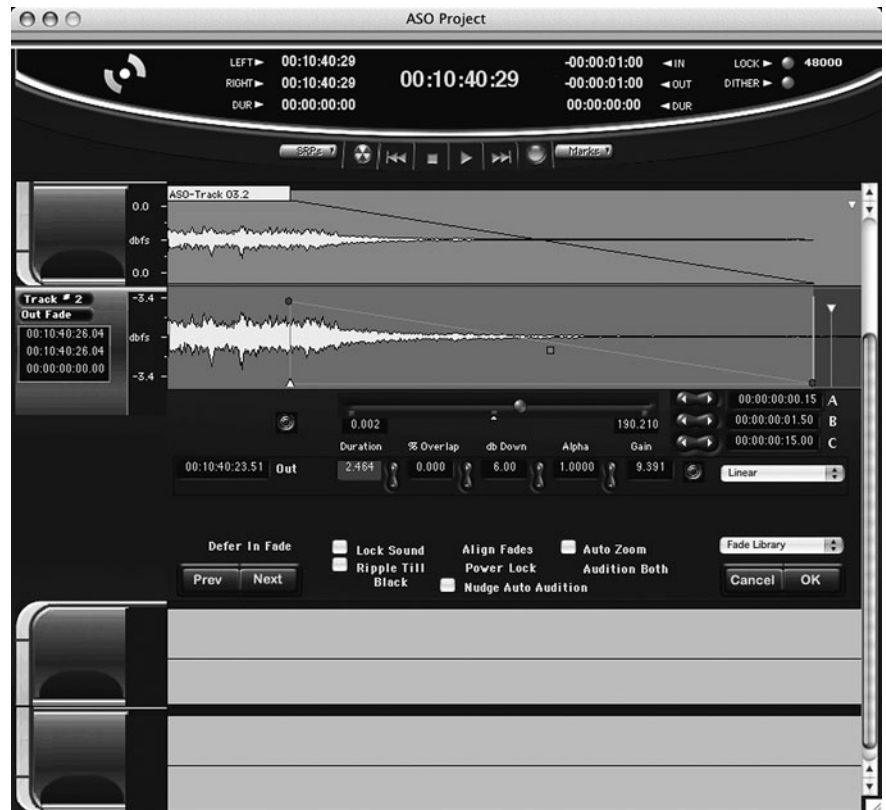 ASO Project
LEFT► 00:10:40:29
RIGHT► 00:10:40:29
DUR► 00:00:00:00
00:10:40:29
-00:00:01:00 ◄IN
-00:00:01:00 ◄OUT
00:00:00:00 ◄DUR
LOCK► 48000
DITHER►
SRPs
Marks
ASO-Track 03.2
0.0
dbfs
0.0
Track # 2
Out Fade
00:10:40:26.04
00:10:40:26.04
00:00:00:00.00
-3.4
dbfs
-3.4
0.002
190.210
00:00:00:00.15 A
00:00:01.50 B
00:00:00:15.00 C
Duration % Overlap db Down Alpha Gain
00:10:40:23.51 Out 2.464 0.000 6.00 1.0000 9.391 Linear
Defer In Fade
Prev Next
Lock Sound
Ripple Till
Black
Align Fades
Power Lock
Nudge Auto Audition
Auto Zoom
Audition Both
Fade Library
Cancel OK